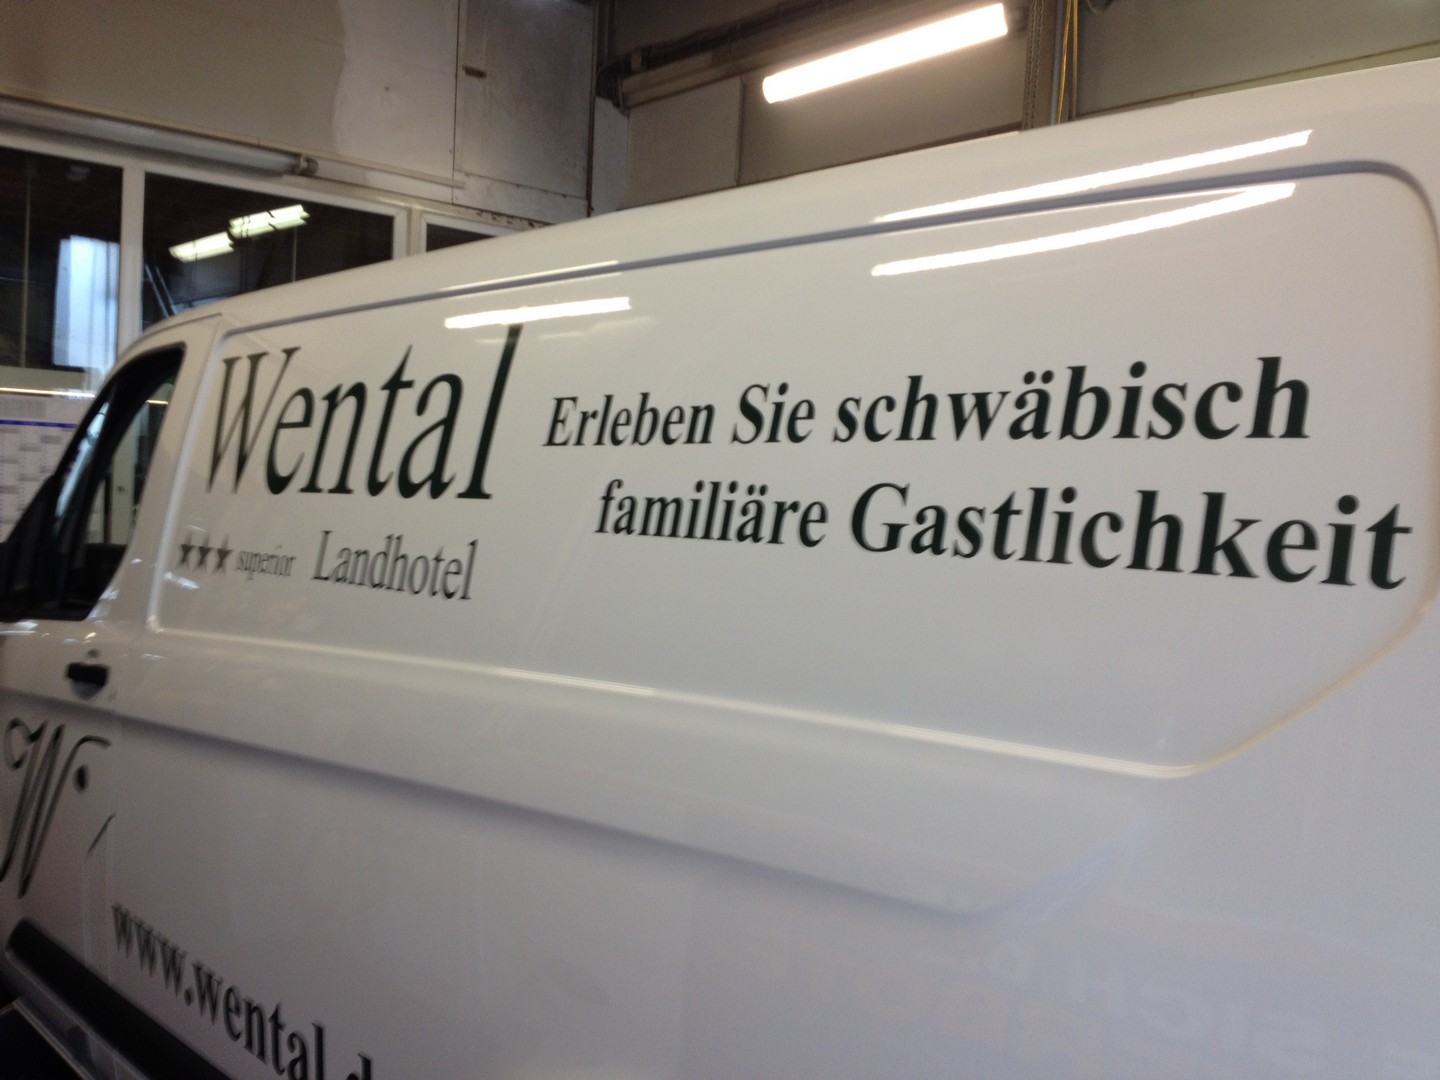 Wental
★★★ superior Landhotel
Erleben Sie schwäbisch
familiäre Gastlichkeit
W
www.wental.d